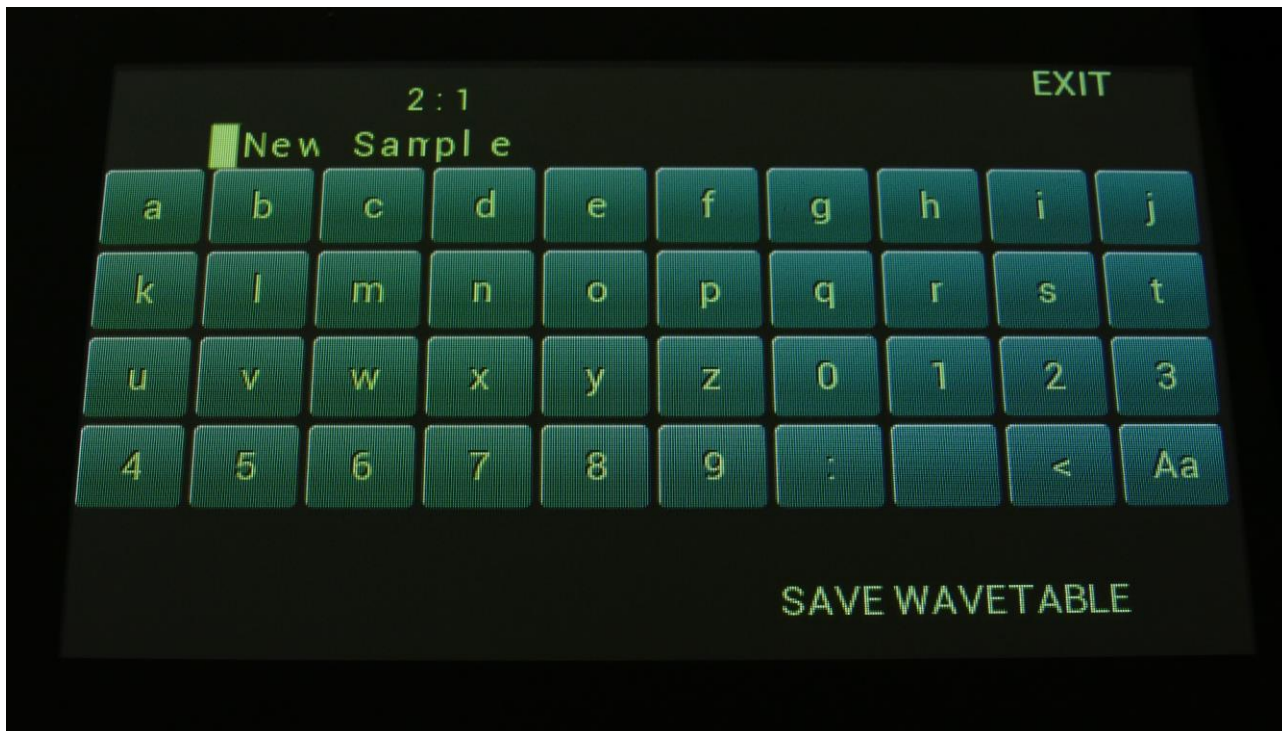 EXIT
2:1
New Sample
a b c d e f g h i j
k l m n o p q r s t
u v w x y z 0 1 2 3
4 5 6 7 8 9 : < Aa
SAVE WAVETABLE